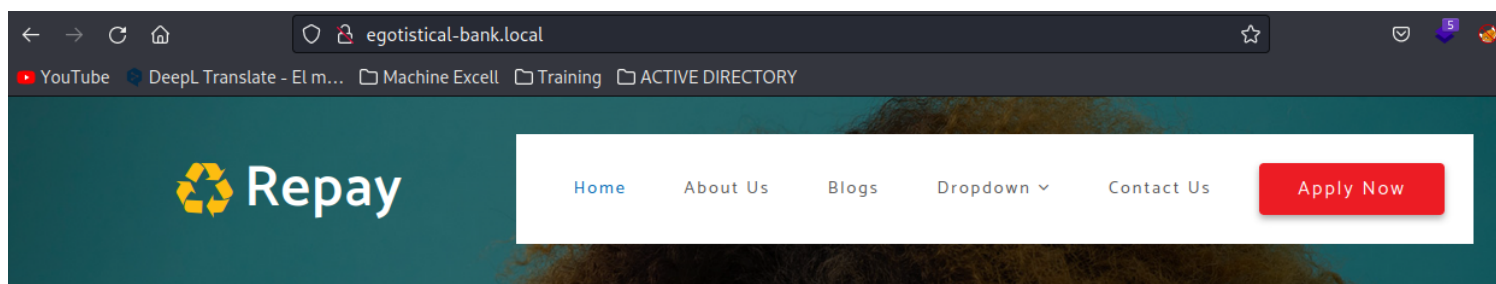 egotistical-bank.local
5
YouTube DeepL Translate - El m... Machine Excell Training ACTIVE DIRECTORY
Repay Home About Us Blogs Dropdown Contact Us Apply Now